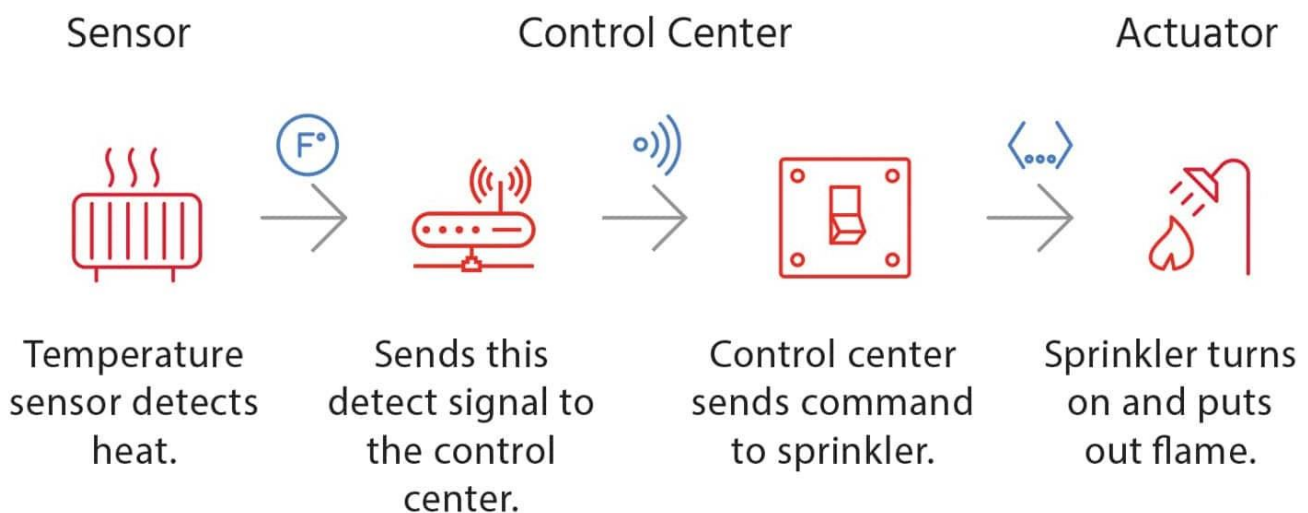 Sensor
Control Center
Actuator
F°
Temperature
sensor detects
heat.
Sends this
detect signal to
the control
center.
Control center
sends command
to sprinkler.
Sprinkler turns
on and puts
out flame.